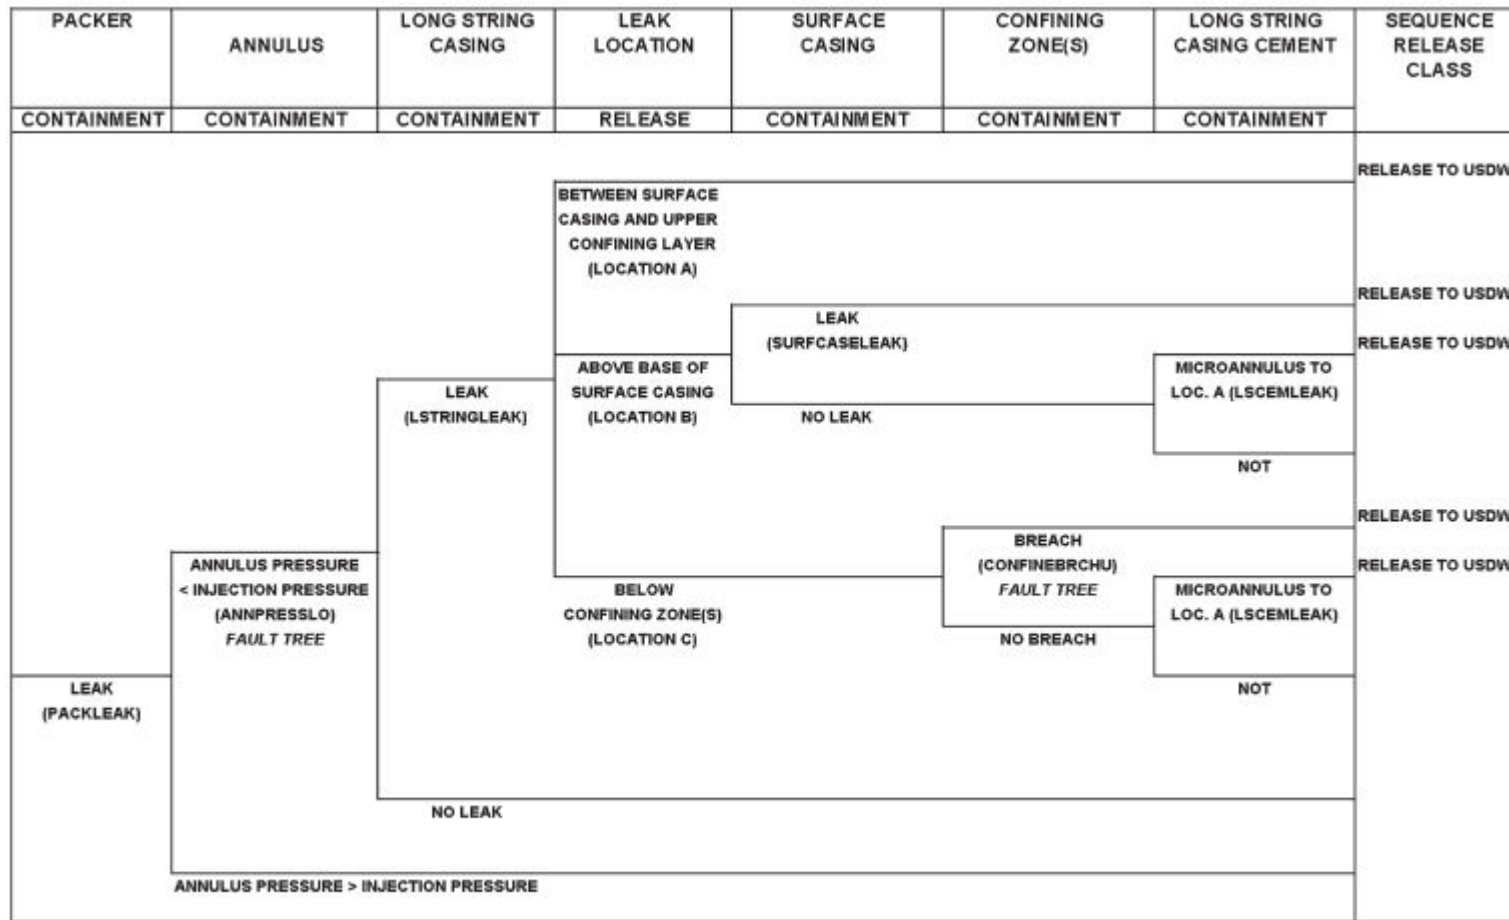 PACKER
ANNULUS
LONG STRING
CASING
LEAK
LOCATION
SURFACE
CASING
CONFINING
ZONE(S)
LONG STRING
CASING CEMENT
SEQUENCE
RELEASE
CLASS
CONTAINMENT
CONTAINMENT
CONTAINMENT
RELEASE
CONTAINMENT
CONTAINMENT
CONTAINMENT
RELEASE TO USDW
BETWEEN SURFACE
CASING AND UPPER
CONFINING LAYER
(LOCATION A)
RELEASE TO USDW
LEAK
(SURFCASELEAK)
RELEASE TO USDW
LEAK
(LSTRINGLEAK)
ABOVE BASE OF
SURFACE CASING
(LOCATION B)
NO LEAK
MICROANNULUS TO
LOC. A (LSCEMLEAK)
NOT
RELEASE TO USDW
ANNULUS PRESSURE
< INJECTION PRESSURE
(ANNPRESSLO)
FAULT TREE
BELOW
CONFINING ZONE(S)
(LOCATION C)
BREACH
(CONFINEBRCHU)
FAULT TREE
RELEASE TO USDW
MICROANNULUS TO
LOC. A (LSCEMLEAK)
NO BREACH
NOT
LEAK
(PACKLEAK)
NO LEAK
ANNULUS PRESSURE > INJECTION PRESSURE